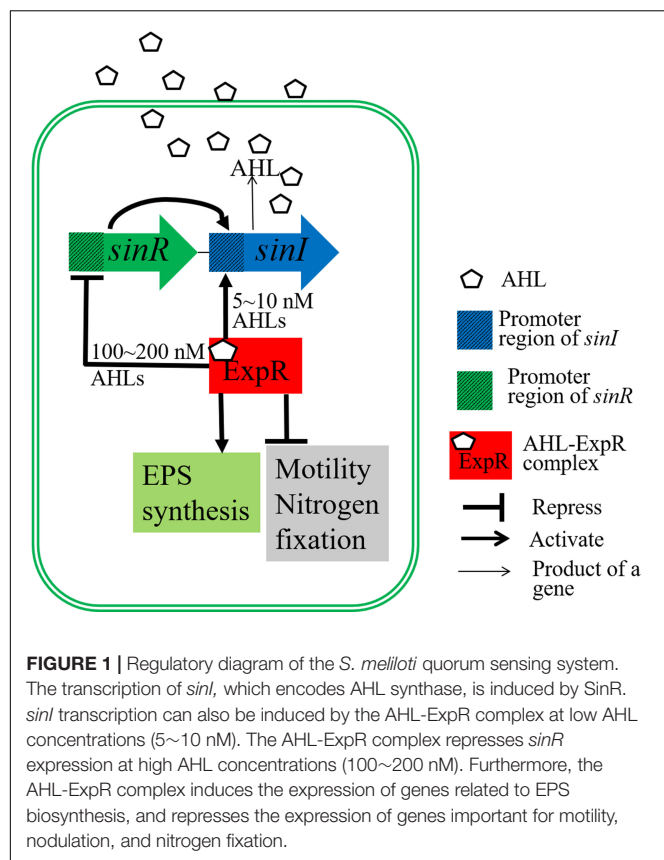 AHL
sinR
sinI
5~10 nM
AHLs
100~200 nM
AHLs
ExpR
EPS
synthesis
Motility
Nitrogen
fixation
AHL
Promoter
region of sinI
Promoter
region of sinR
ExpR
AHL-ExpR
complex
Repress
Activate
Product of a
gene
FIGURE 1 | Regulatory diagram of the S. meliloti quorum sensing system.
The transcription of sinI, which encodes AHL synthase, is induced by SinR.
sinI transcription can also be induced by the AHL-ExpR complex at low AHL
concentrations (5~10 nM). The AHL-ExpR complex represses sinR
expression at high AHL concentrations (100~200 nM). Furthermore, the
AHL-ExpR complex induces the expression of genes related to EPS
biosynthesis, and represses the expression of genes important for motility,
nodulation, and nitrogen fixation.